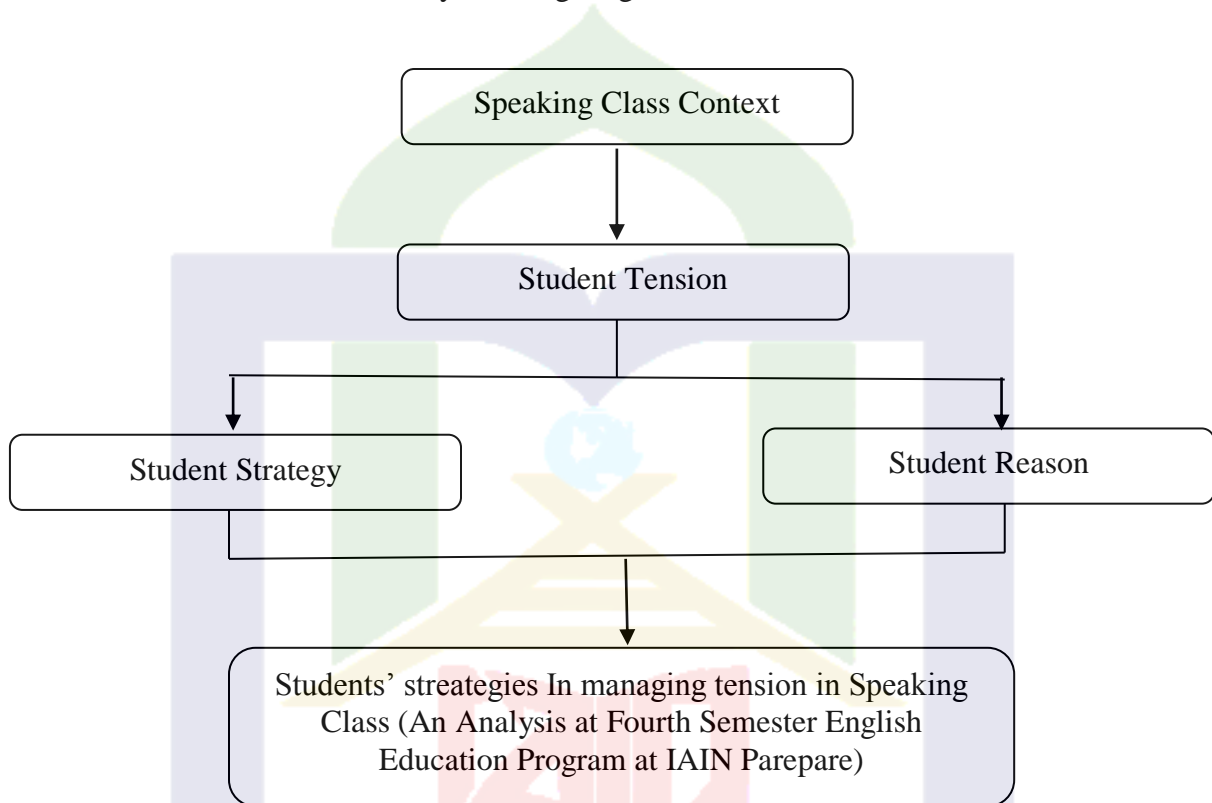 Speaking Class Context
Student Tension
Student Strategy
Student Reason
Students’ streategies In managing tension in Speaking
Class (An Analysis at Fourth Semester English
Education Program at IAIN Parepare)